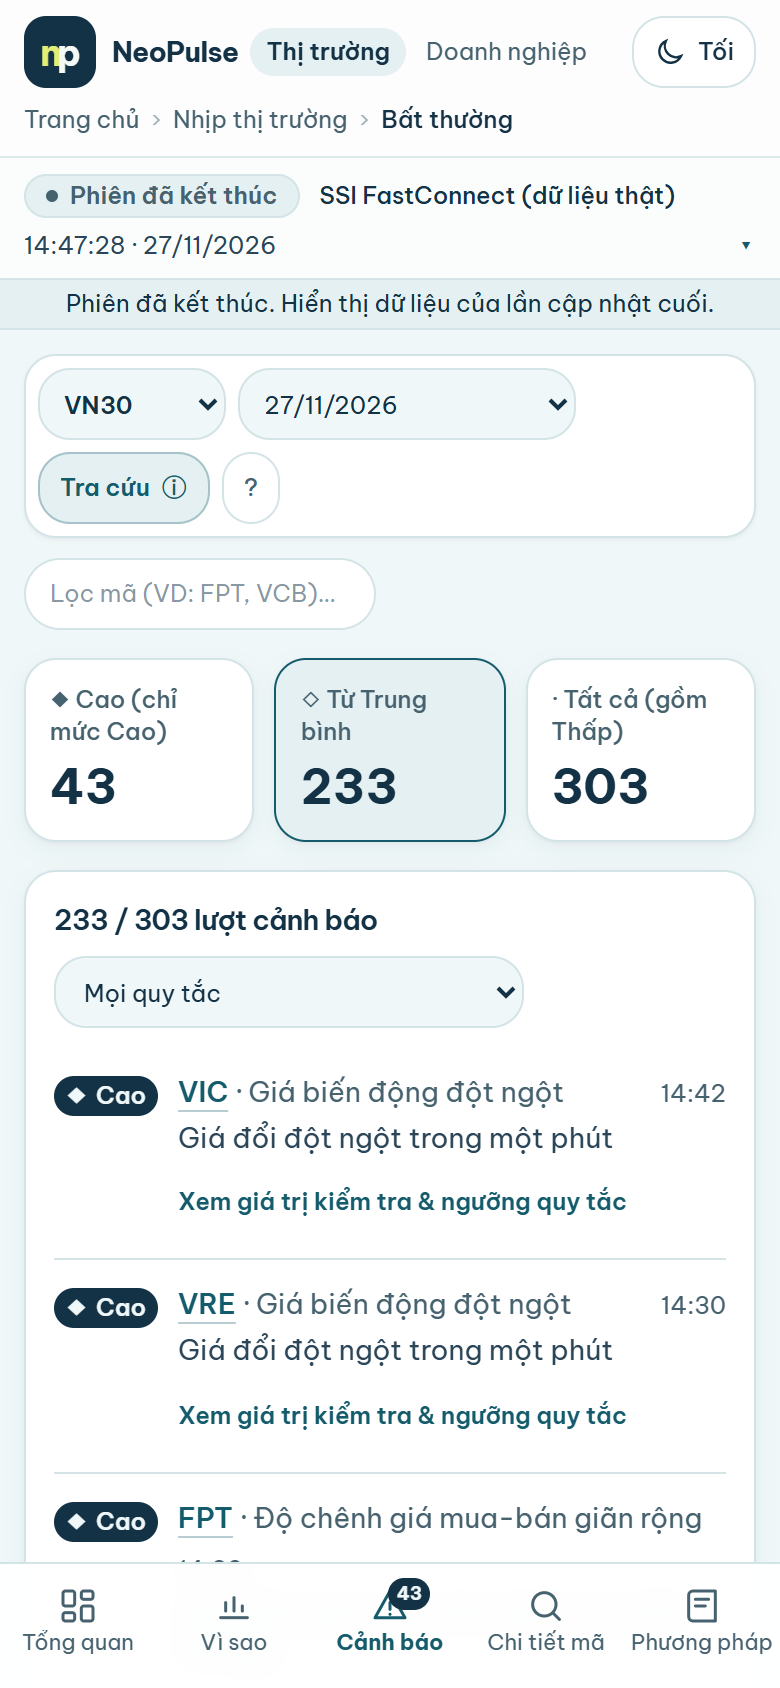 np NeoPulse Thị trường Doanh nghiệp Tối
Trang chủ › Nhịp thị trường › Bất thường
• Phiên đã kết thúc SSI FastConnect (dữ liệu thật)
14:47:28 · 27/11/2026 ▾
Phiên đã kết thúc. Hiển thị dữ liệu của lần cập nhật cuối.
VN30 27/11/2026
Tra cứu ⓘ ?
Lọc mã (VD: FPT, VCB)...
◆ Cao (chỉ mức Cao)
43
◇ Từ Trung bình
233
· Tất cả (gồm Thấp)
303
233 / 303 lượt cảnh báo
Mọi quy tắc
◆ Cao VIC · Giá biến động đột ngột 14:42
Giá đổi đột ngột trong một phút
Xem giá trị kiểm tra & ngưỡng quy tắc
◆ Cao VRE · Giá biến động đột ngột 14:30
Giá đổi đột ngột trong một phút
Xem giá trị kiểm tra & ngưỡng quy tắc
◆ Cao FPT · Độ chênh giá mua-bán giãn rộng
43
Tổng quan Vì sao Cảnh báo Chi tiết mã Phương pháp